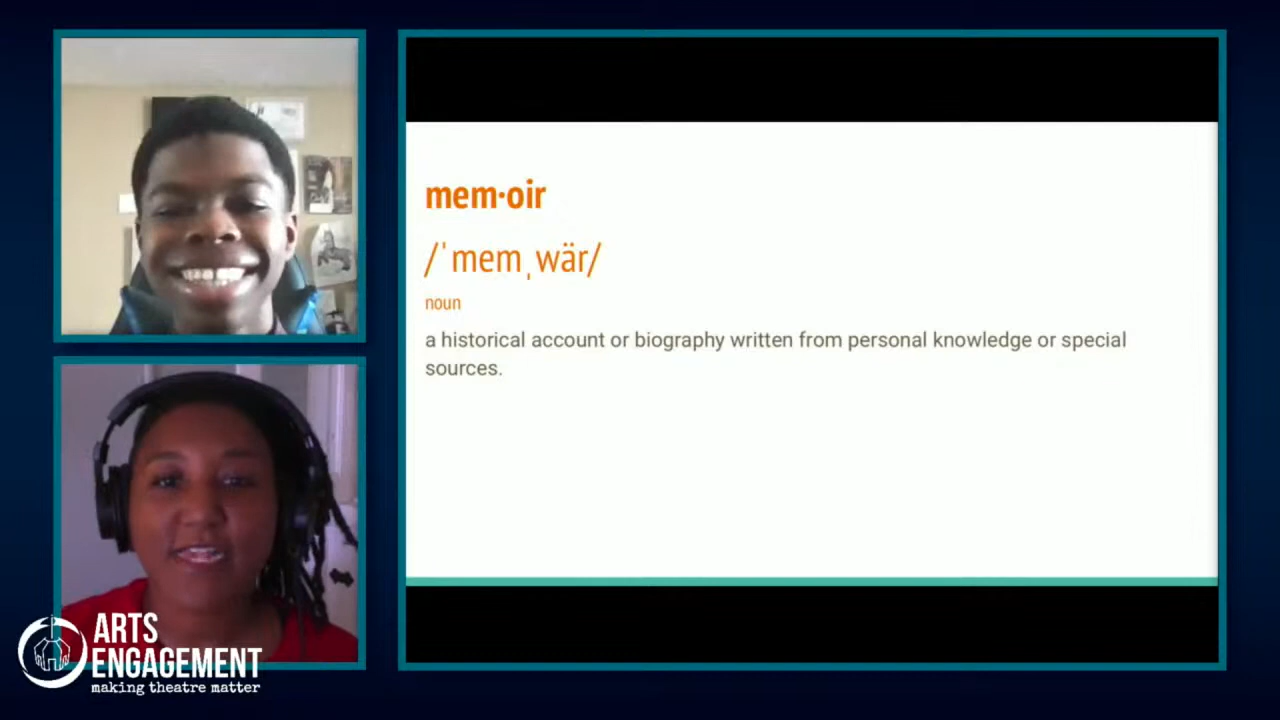 mem·oir
/ˈmemˌwär/
noun
a historical account or biography written from personal knowledge or special
sources.
ARTS
ENGAGEMENT
making theatre matter